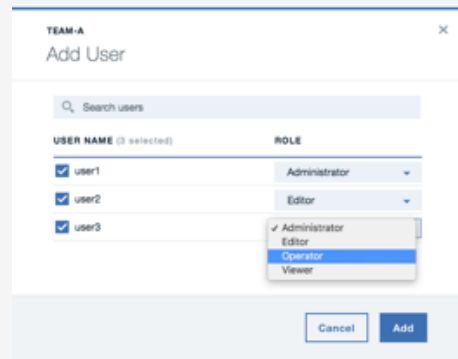 TEAM-A
Add User
Search users
USER NAME (3 selected) ROLE
user1 Administrator
user2 Editor
user3 ✓ Administrator
Editor
Operator
Viewer
Cancel Add